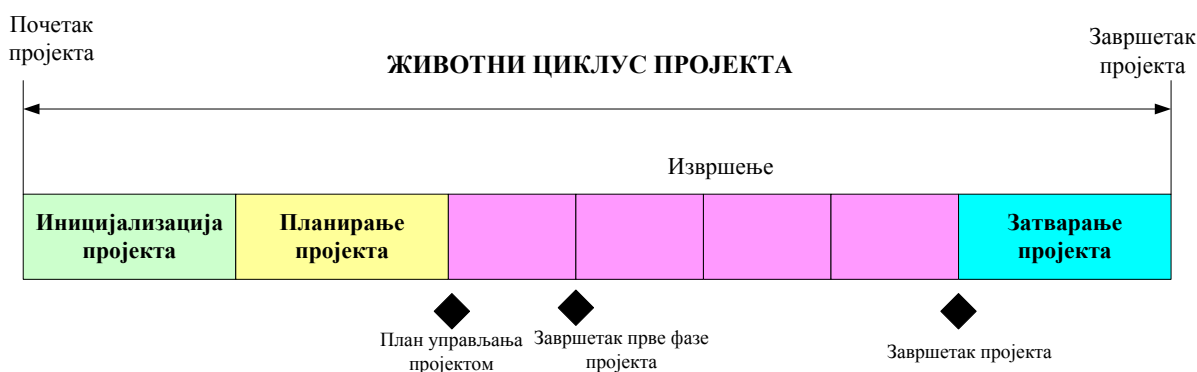 Почетак
пројекта
ЖИВОТНИ ЦИКЛУС ПРОЈЕКТА
Завршетак
пројекта
Извршење
Иницијализација
пројекта
Планирање
пројекта
Затварање
пројекта
План управљања
пројектом
Завршетак прве фазе
пројекта
Завршетак пројекта